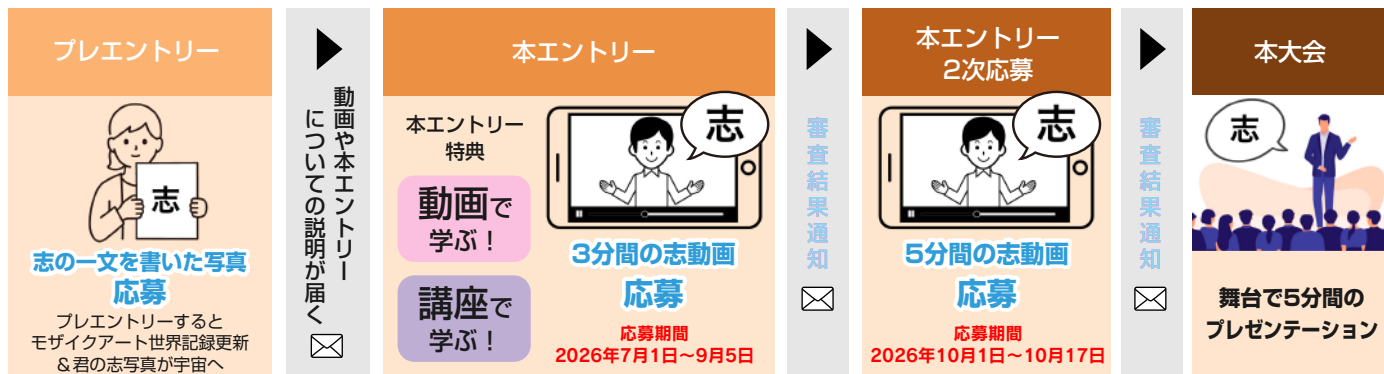 プレエントリー
志
志の一文を書いた写真
応募
プレエントリーすると
モザイクアート世界記録更新
&君の志写真が宇宙へ
動画や本エントリー
についての説明が届く
本エントリー
本エントリー
特典
動画で
学ぶ!
講座で
学ぶ!
志
3分間の志動画
応募
応募期間
2026年7月1日〜9月5日
審査結果通知
本エントリー
2次応募
志
5分間の志動画
応募
応募期間
2026年10月1日〜10月17日
審査結果通知
本大会
志
舞台で5分間の
プレゼンテーション